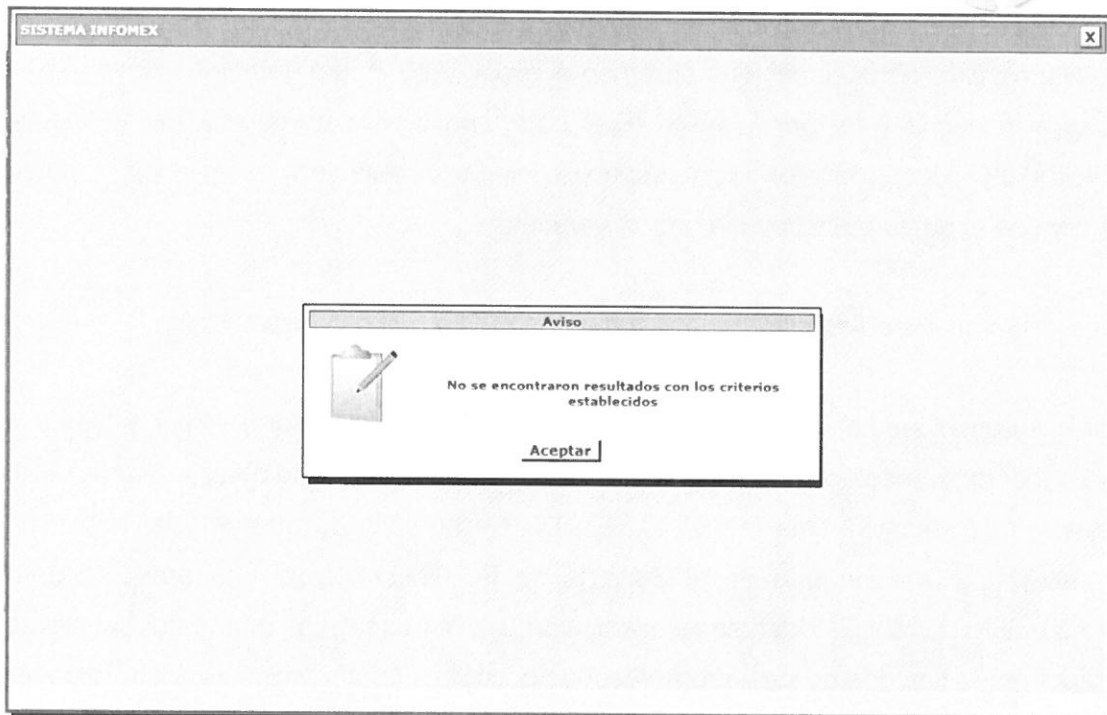 SISTEMA INFOMEX
X
Aviso
No se encontraron resultados con los criterios
establecidos
Aceptar